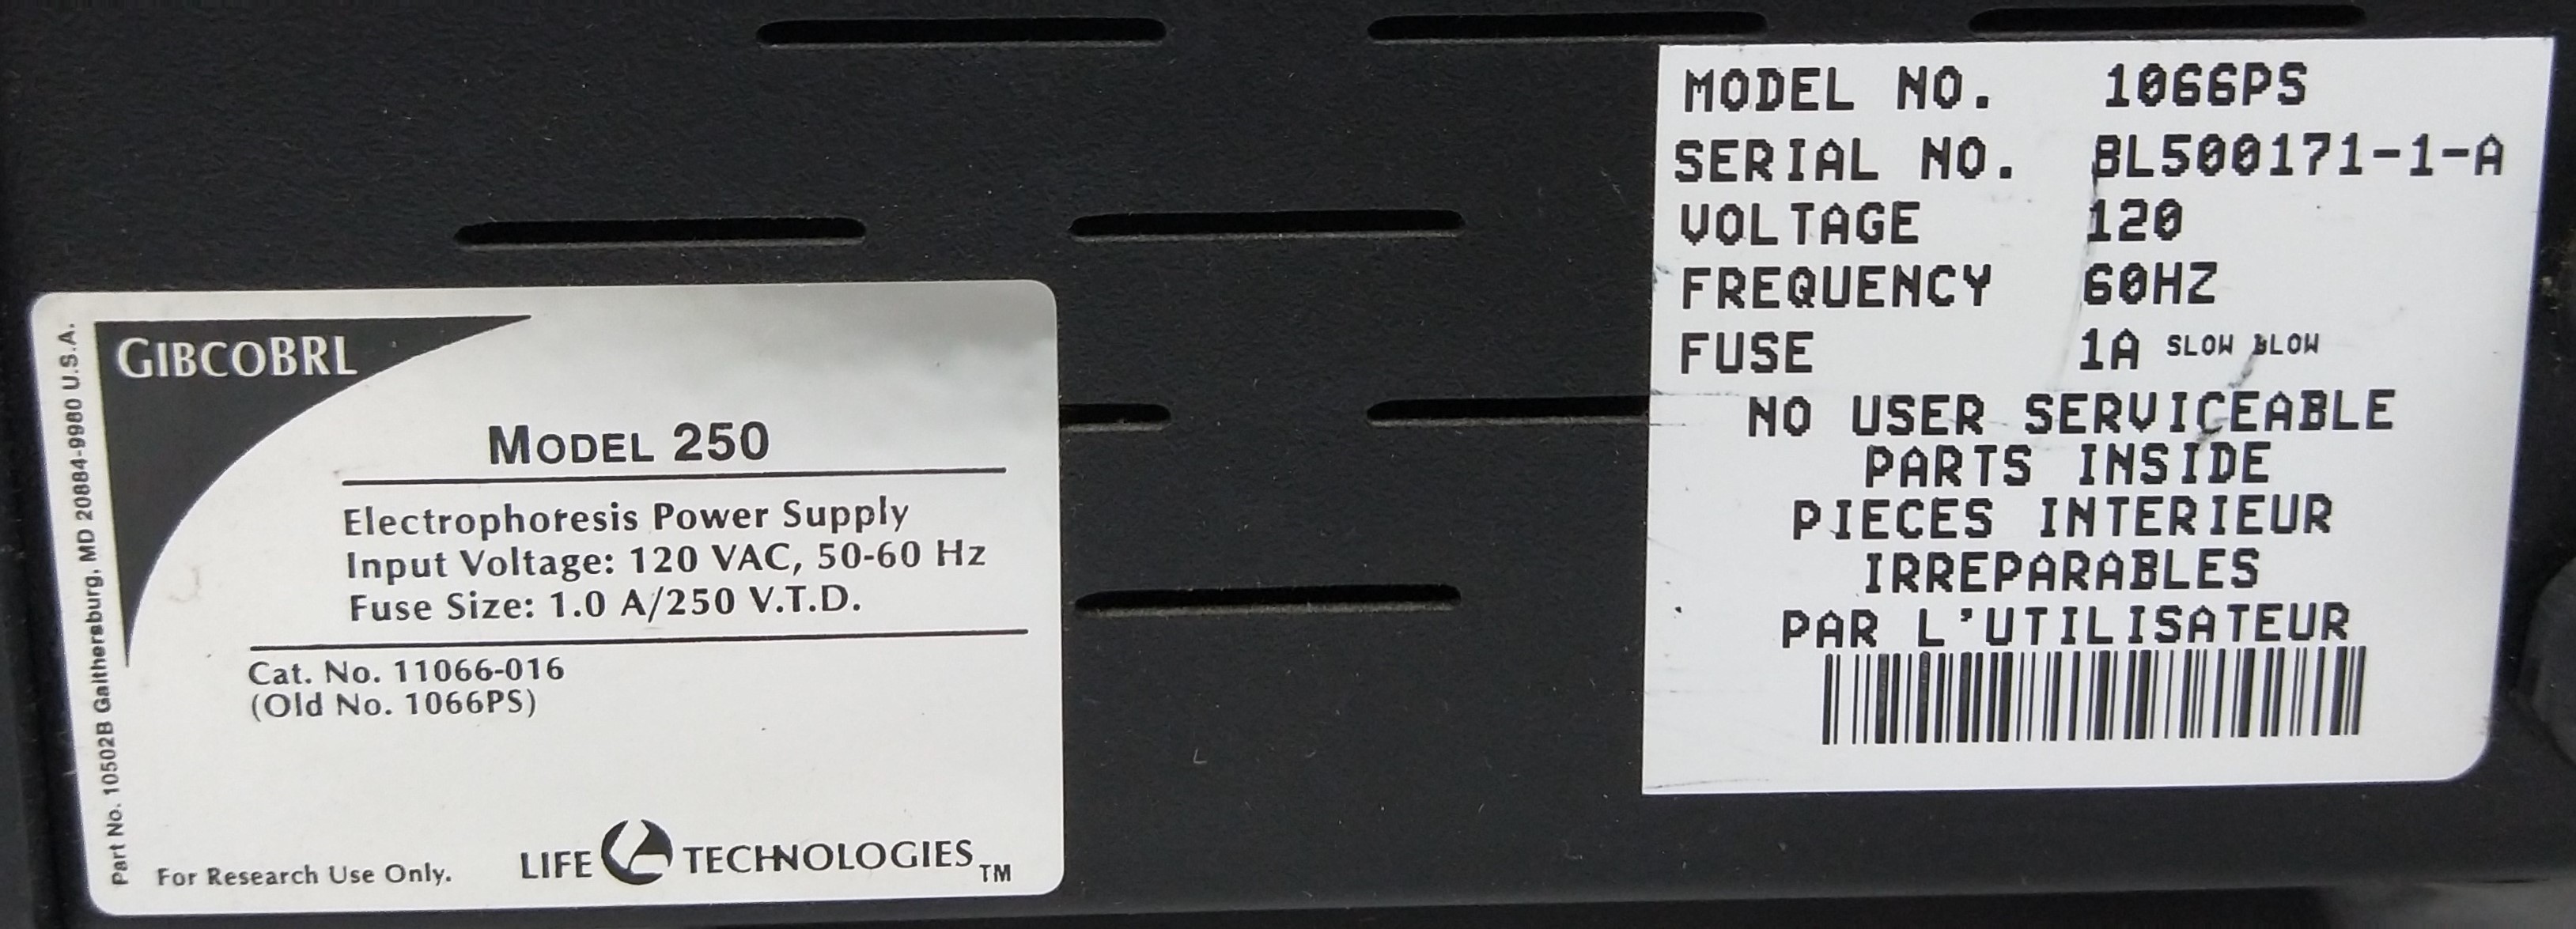 GIBCOBRL
MODEL 250
Electrophoresis Power Supply
Input Voltage: 120 VAC, 50-60 Hz
Fuse Size: 1.0 A/250 V.T.D.
Cat. No. 11066-016
(Old No. 1066PS)
For Research Use Only.
LIFE TECHNOLOGIES TM
Part No. 10502B Gaithersburg, MD 20884-9980 U.S.A.
MODEL NO. 1066PS
SERIAL NO. BL500171-1-A
VOLTAGE 120
FREQUENCY 60HZ
FUSE 1A SLOW BLOW
NO USER SERVICEABLE
PARTS INSIDE
PIECES INTERIEUR
IRREPARABLES
PAR L'UTILISATEUR